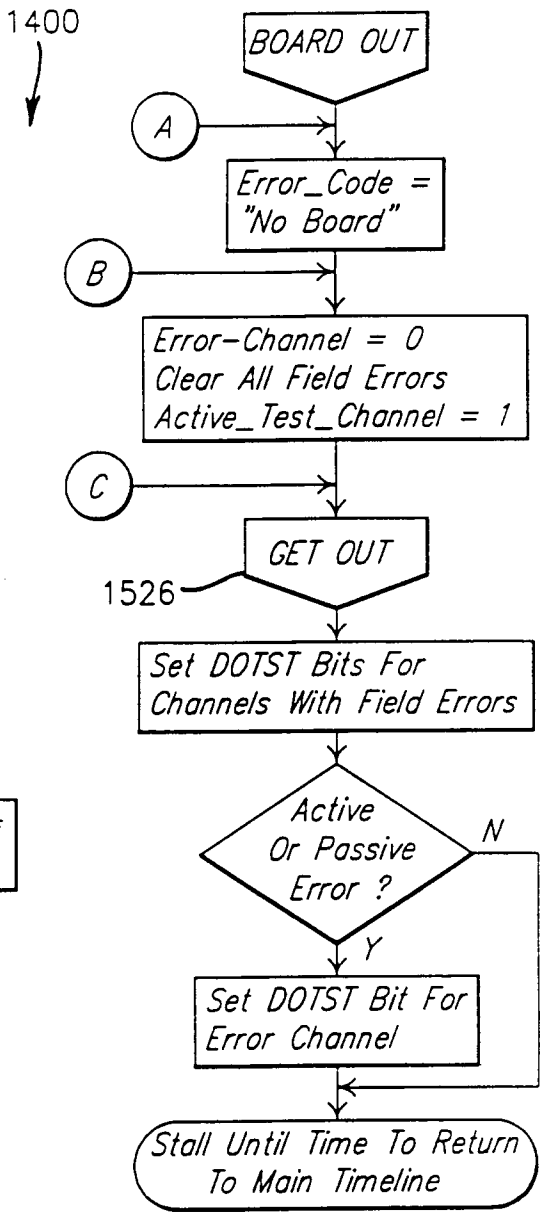 1400
BOARD OUT
A
Error_Code =
"No Board"
B
Error-Channel = 0
Clear All Field Errors
Active_Test_Channel = 1
C
GET OUT
1526
Set DOTST Bits For
Channels With Field Errors
Active
Or Passive
Error ?
N
Y
Set DOTST Bit For
Error Channel
Stall Until Time To Return
To Main Timeline